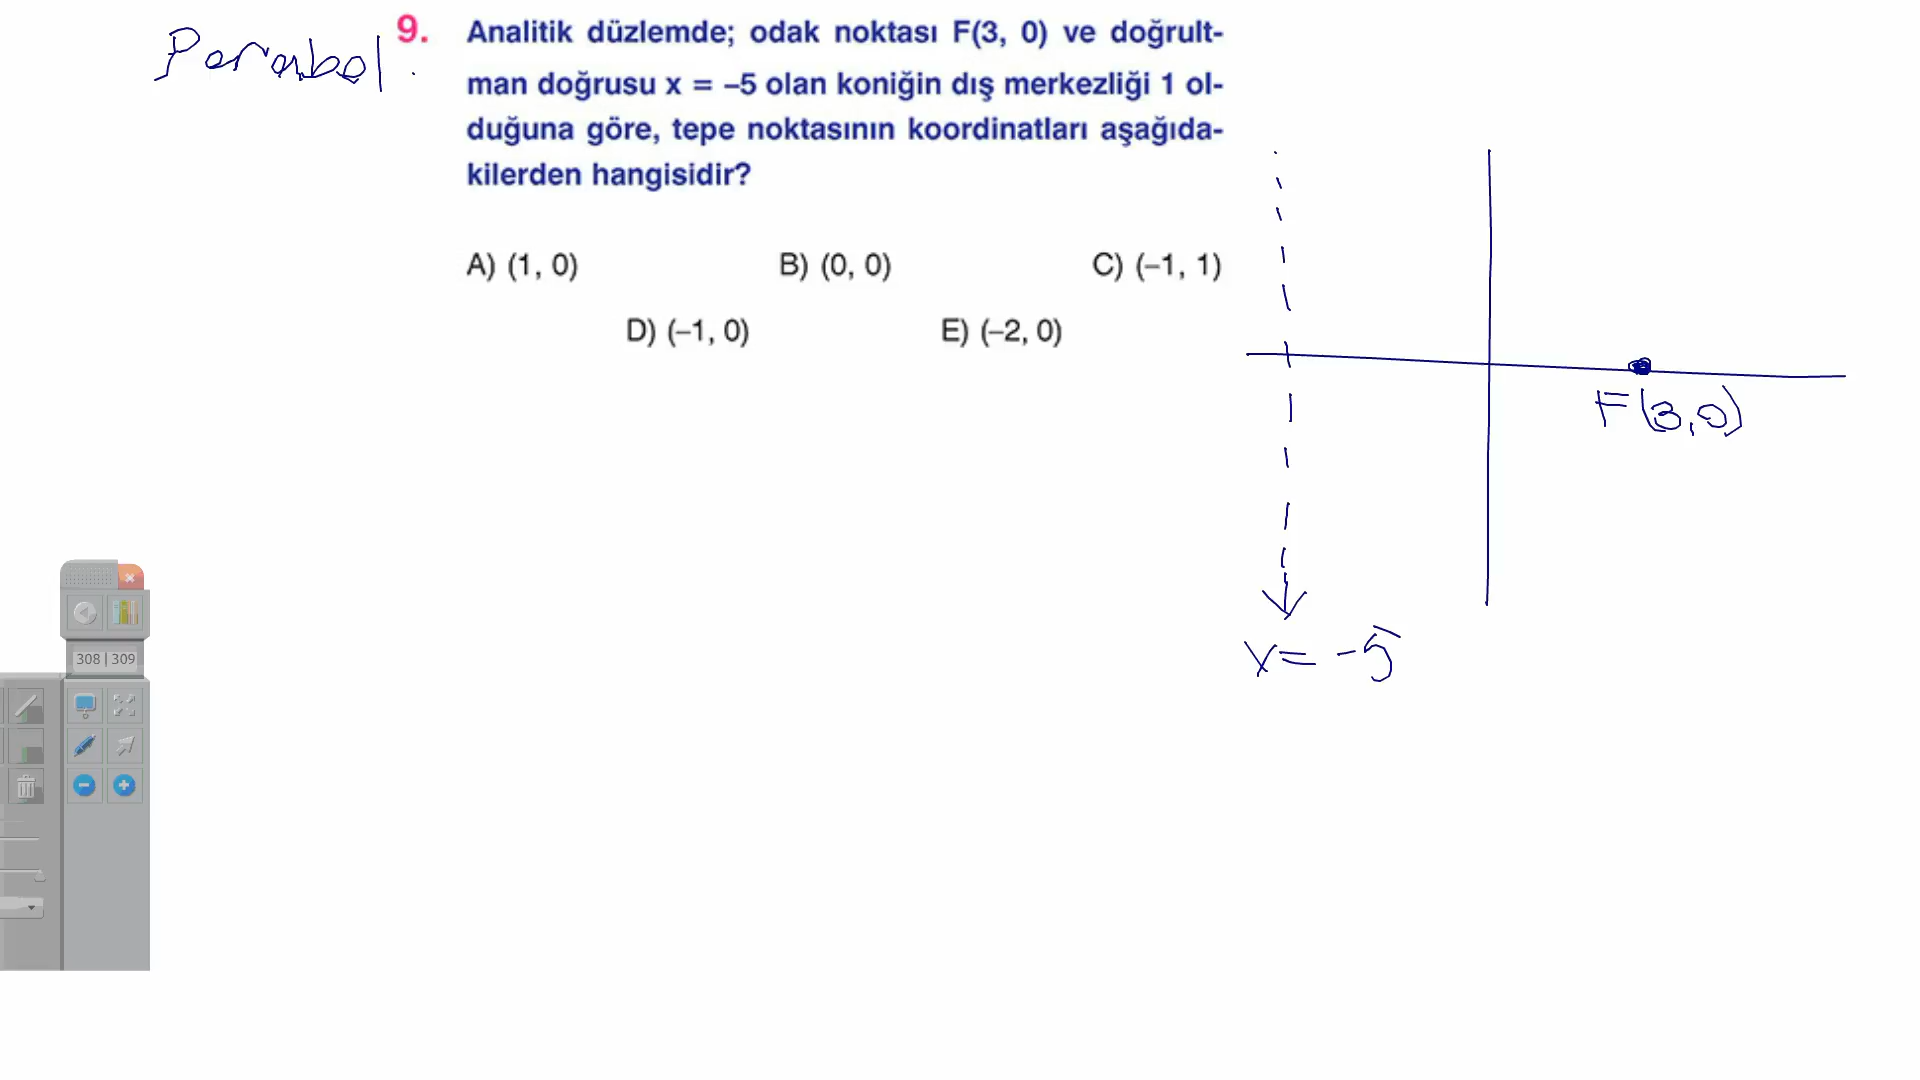 Parabol
9. Analitik düzlemde; odak noktası F(3, 0) ve doğrult-
man doğrusu x = –5 olan koniğin dış merkezliği 1 ol-
duğuna göre, tepe noktasının koordinatları aşağıda-
kilerden hangisidir?
A) (1, 0) B) (0, 0) C) (–1, 1)
D) (–1, 0) E) (–2, 0)
F(3,0)
x = -5
308 | 309